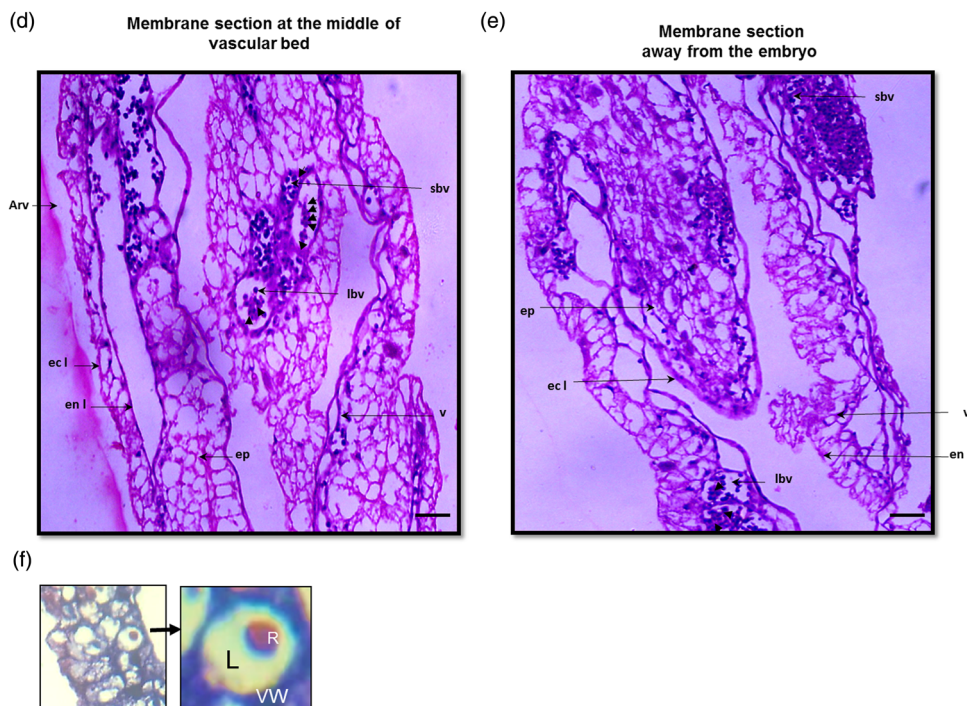 (d)
Membrane section at the middle of
vascular bed
sbv
Arv
lbv
ec l
en l
v
ep
(e)
Membrane section
away from the embryo
sbv
ep
ec l
v
en
lbv
(f)
R
L
VW